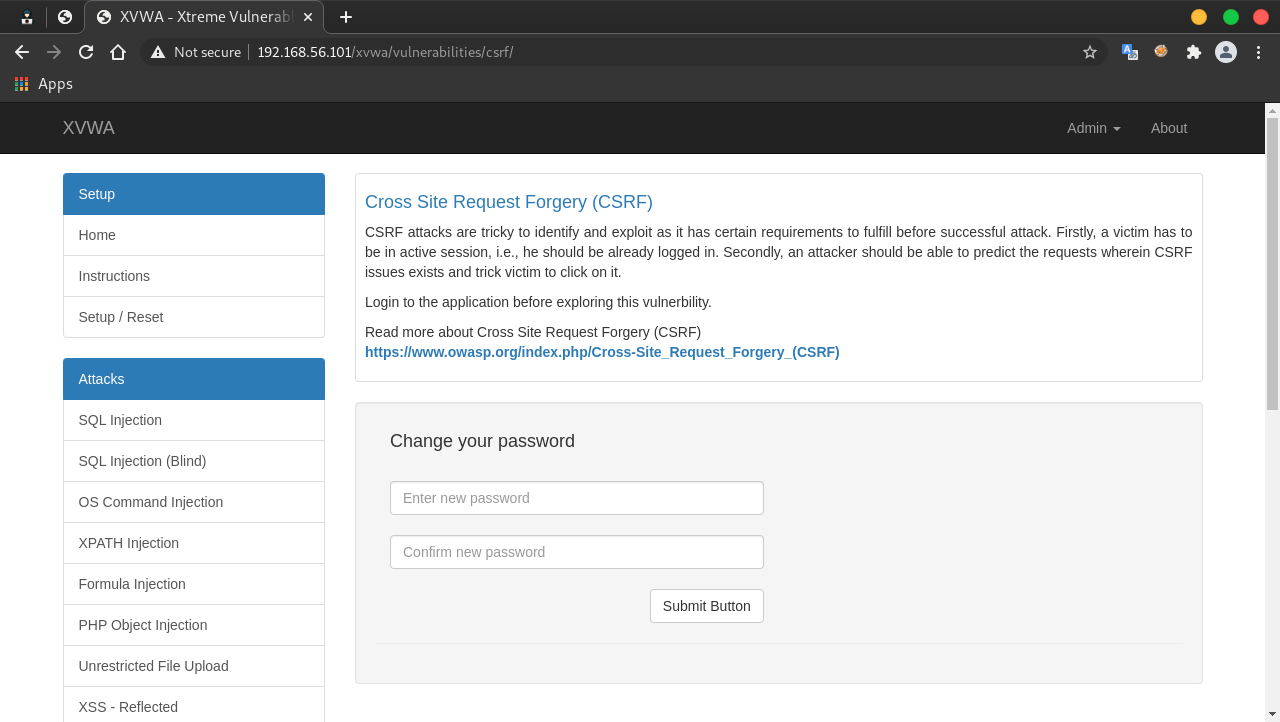 XVWA - Xtreme Vulnerabl
Not secure
192.168.56.101/xvwa/vulnerabilities/csrf/
Apps
XVWA
Admin
About
Setup
Home
Instructions
Setup / Reset
Attacks
SQL Injection
SQL Injection (Blind)
OS Command Injection
XPATH Injection
Formula Injection
PHP Object Injection
Unrestricted File Upload
XSS - Reflected
Cross Site Request Forgery (CSRF)
CSRF attacks are tricky to identify and exploit as it has certain requirements to fulfill before successful attack. Firstly, a victim has to
be in active session, i.e., he should be already logged in. Secondly, an attacker should be able to predict the requests wherein CSRF
issues exists and trick victim to click on it.
Login to the application before exploring this vulnerbility.
Read more about Cross Site Request Forgery (CSRF)
https://www.owasp.org/index.php/Cross-Site_Request_Forgery_(CSRF)
Change your password
Enter new password
Confirm new password
Submit Button